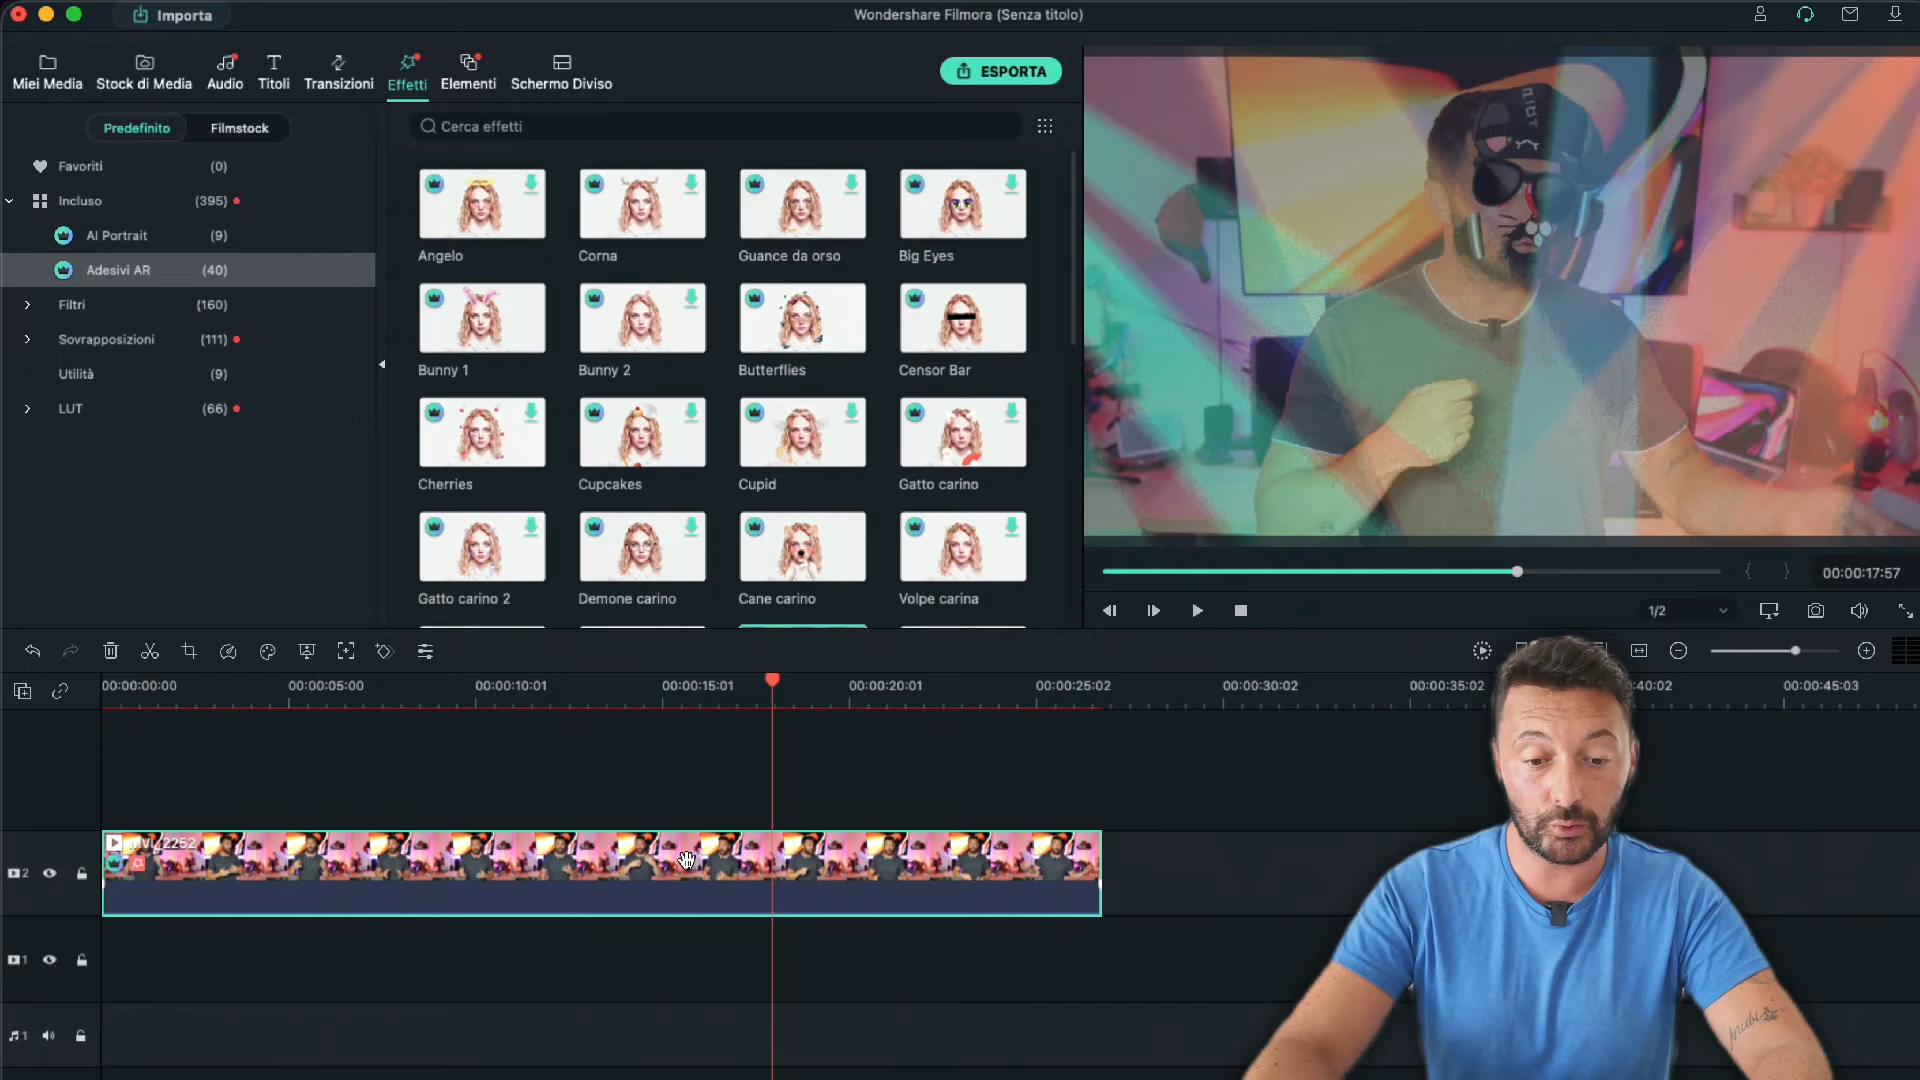 Importa
Wondershare Filmora (Senza titolo)
Miei Media
Stock di Media
Audio
Titoli
Transizioni
Effetti
Elementi
Schermo Diviso
ESPORTA
Predefinito
Filmstock
Cerca effetti
Favoriti (0)
Incluso (395)
AI Portrait (9)
Adesivi AR (40)
Filtri (160)
Sovrapposizioni (111)
Utilità (9)
LUT (66)
Angelo
Corna
Guance da orso
Big Eyes
Bunny 1
Bunny 2
Butterflies
Censor Bar
Cherries
Cupcakes
Cupid
Gatto carino
Gatto carino 2
Demone carino
Cane carino
Volpe carina
{ } 00:00:17:57
1/2
00:00:00:00 00:00:05:00 00:00:10:01 00:00:15:01 00:00:20:01 00:00:25:02 00:00:30:02 00:00:35:02 :40:02 00:00:45:03
MVI_2252
2
1
1